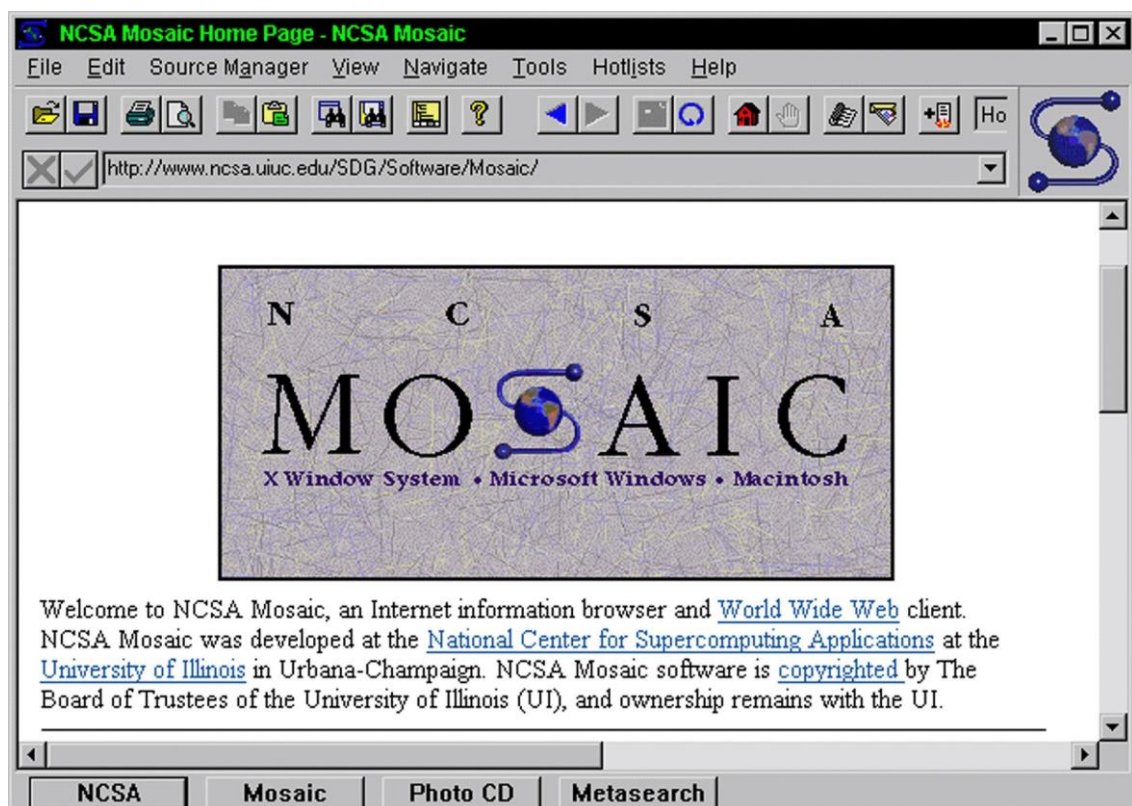 NCSA Mosaic Home Page - NCSA Mosaic
File Edit Source Manager View Navigate Tools Hotlists Help
Ho
http://www.ncsa.uiuc.edu/SDG/Software/Mosaic/
N C S A
MOSAIC
X Window System • Microsoft Windows • Macintosh
Welcome to NCSA Mosaic, an Internet information browser and World Wide Web client.
NCSA Mosaic was developed at the National Center for Supercomputing Applications at the
University of Illinois in Urbana-Champaign. NCSA Mosaic software is copyrighted by The
Board of Trustees of the University of Illinois (UI), and ownership remains with the UI.
NCSA Mosaic Photo CD Metasearch